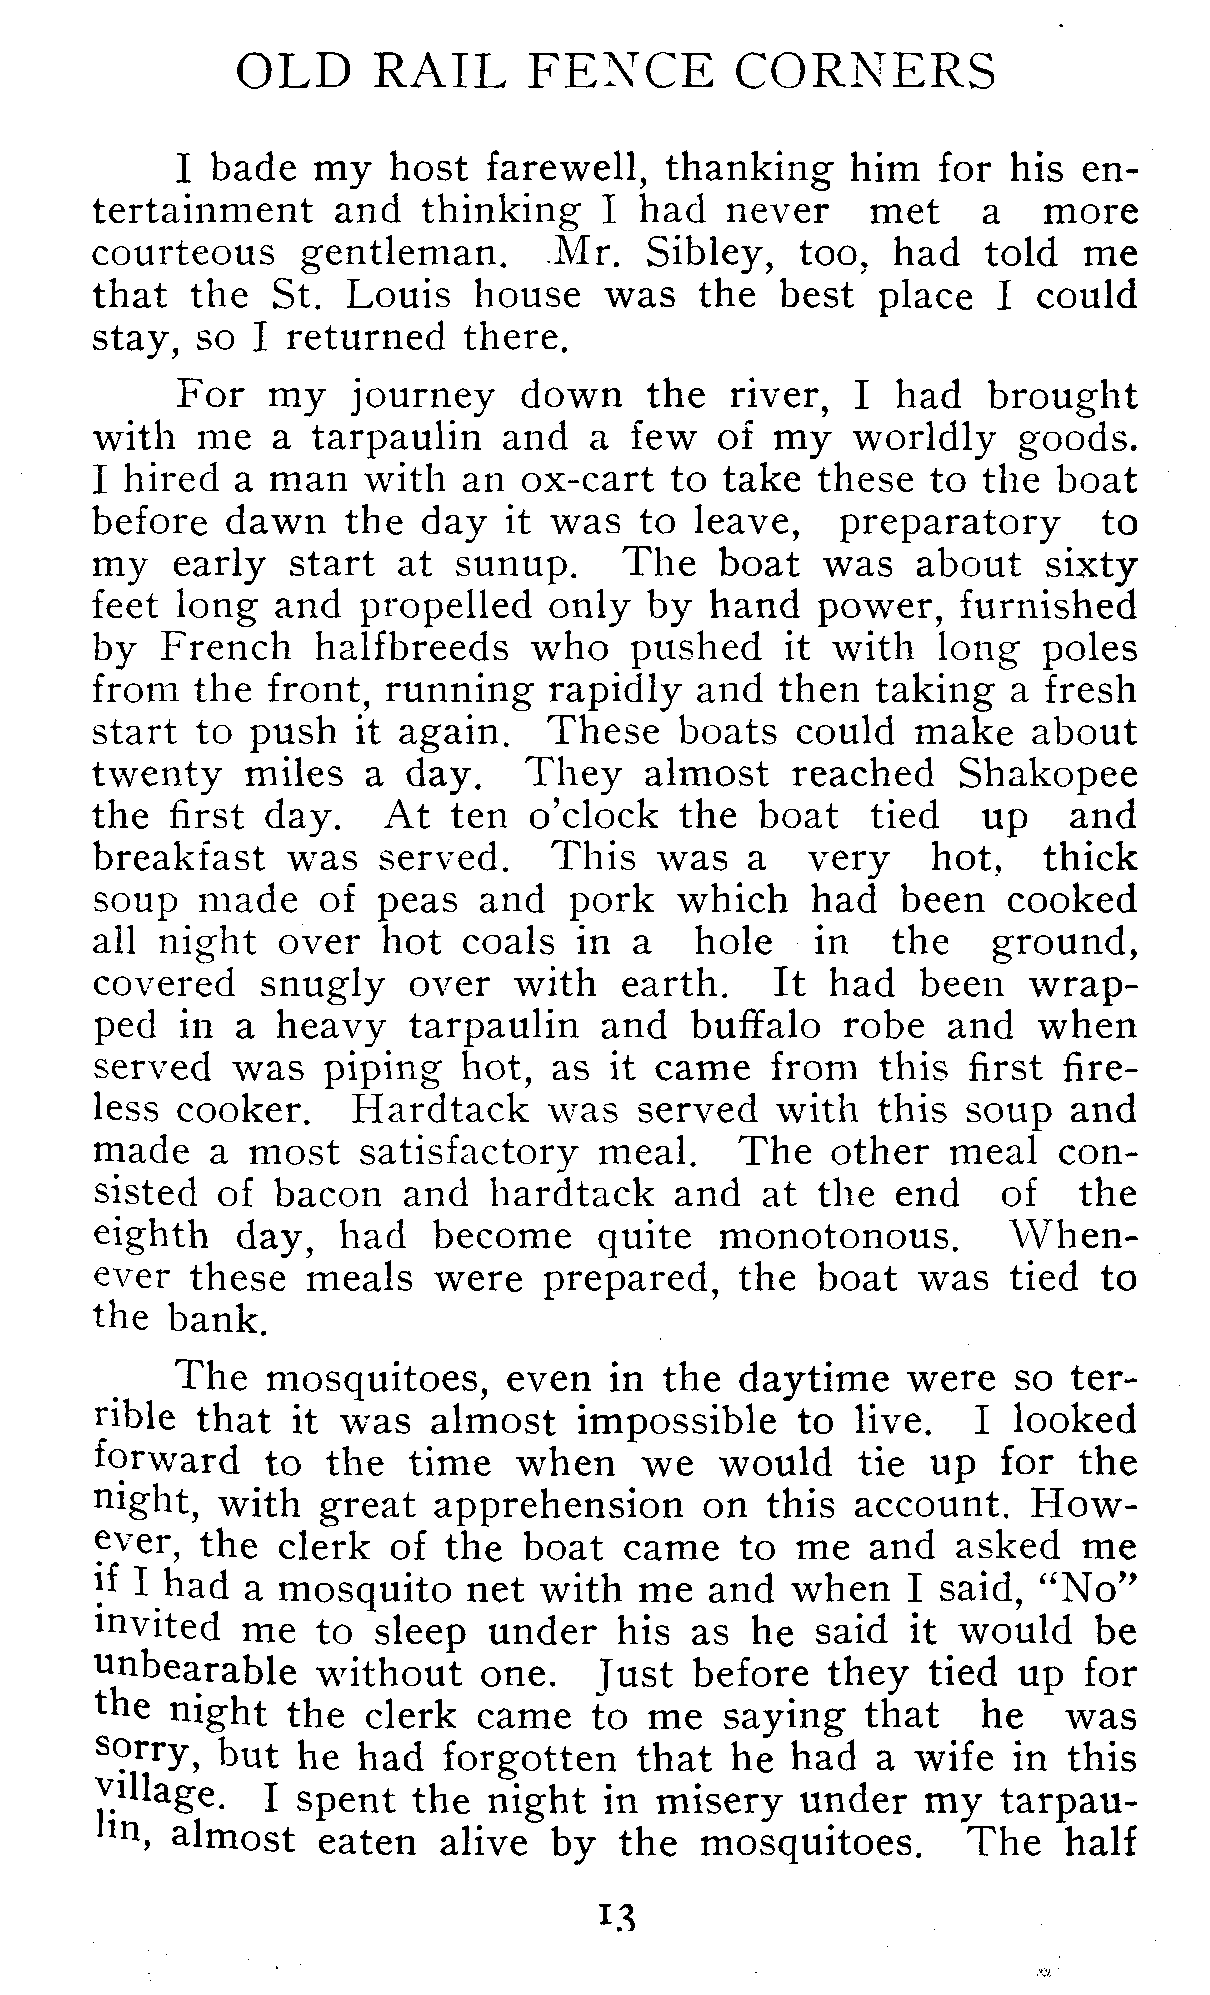 OLD RAIL FENCE CORNERS
I bade my host farewell, thanking him for his en-
tertainment and thinking I had never met a more
courteous gentleman. Mr. Sibley, too, had told me
that the St. Louis house was the best place I could
stay, so I returned there.
For my journey down the river, I had brought
with me a tarpaulin and a few of my worldly goods.
I hired a man with an ox-cart to take these to the boat
before dawn the day it was to leave, preparatory to
my early start at sunup. The boat was about sixty
feet long and propelled only by hand power, furnished
by French halfbreeds who pushed it with long poles
from the front, running rapidly and then taking a fresh
start to push it again. These boats could make about
twenty miles a day. They almost reached Shakopee
the first day. At ten o'clock the boat tied up and
breakfast was served. This was a very hot, thick
soup made of peas and pork which had been cooked
all night over hot coals in a hole in the ground,
covered snugly over with earth. It had been wrap-
ped in a heavy tarpaulin and buffalo robe and when
served was piping hot, as it came from this first fire-
less cooker. Hardtack was served with this soup and
made a most satisfactory meal. The other meal con-
sisted of bacon and hardtack and at the end of the
eighth day, had become quite monotonous. When-
ever these meals were prepared, the boat was tied to
the bank.
The mosquitoes, even in the daytime were so ter-
rible that it was almost impossible to live. I looked
forward to the time when we would tie up for the
night, with great apprehension on this account. How-
ever, the clerk of the boat came to me and asked me
if I had a mosquito net with me and when I said, "No"
invited me to sleep under his as he said it would be
unbearable without one. Just before they tied up for
the night the clerk came to me saying that he was
sorry, but he had forgotten that he had a wife in this
village. I spent the night in misery under my tarpau-
lin, almost eaten alive by the mosquitoes. The half
13